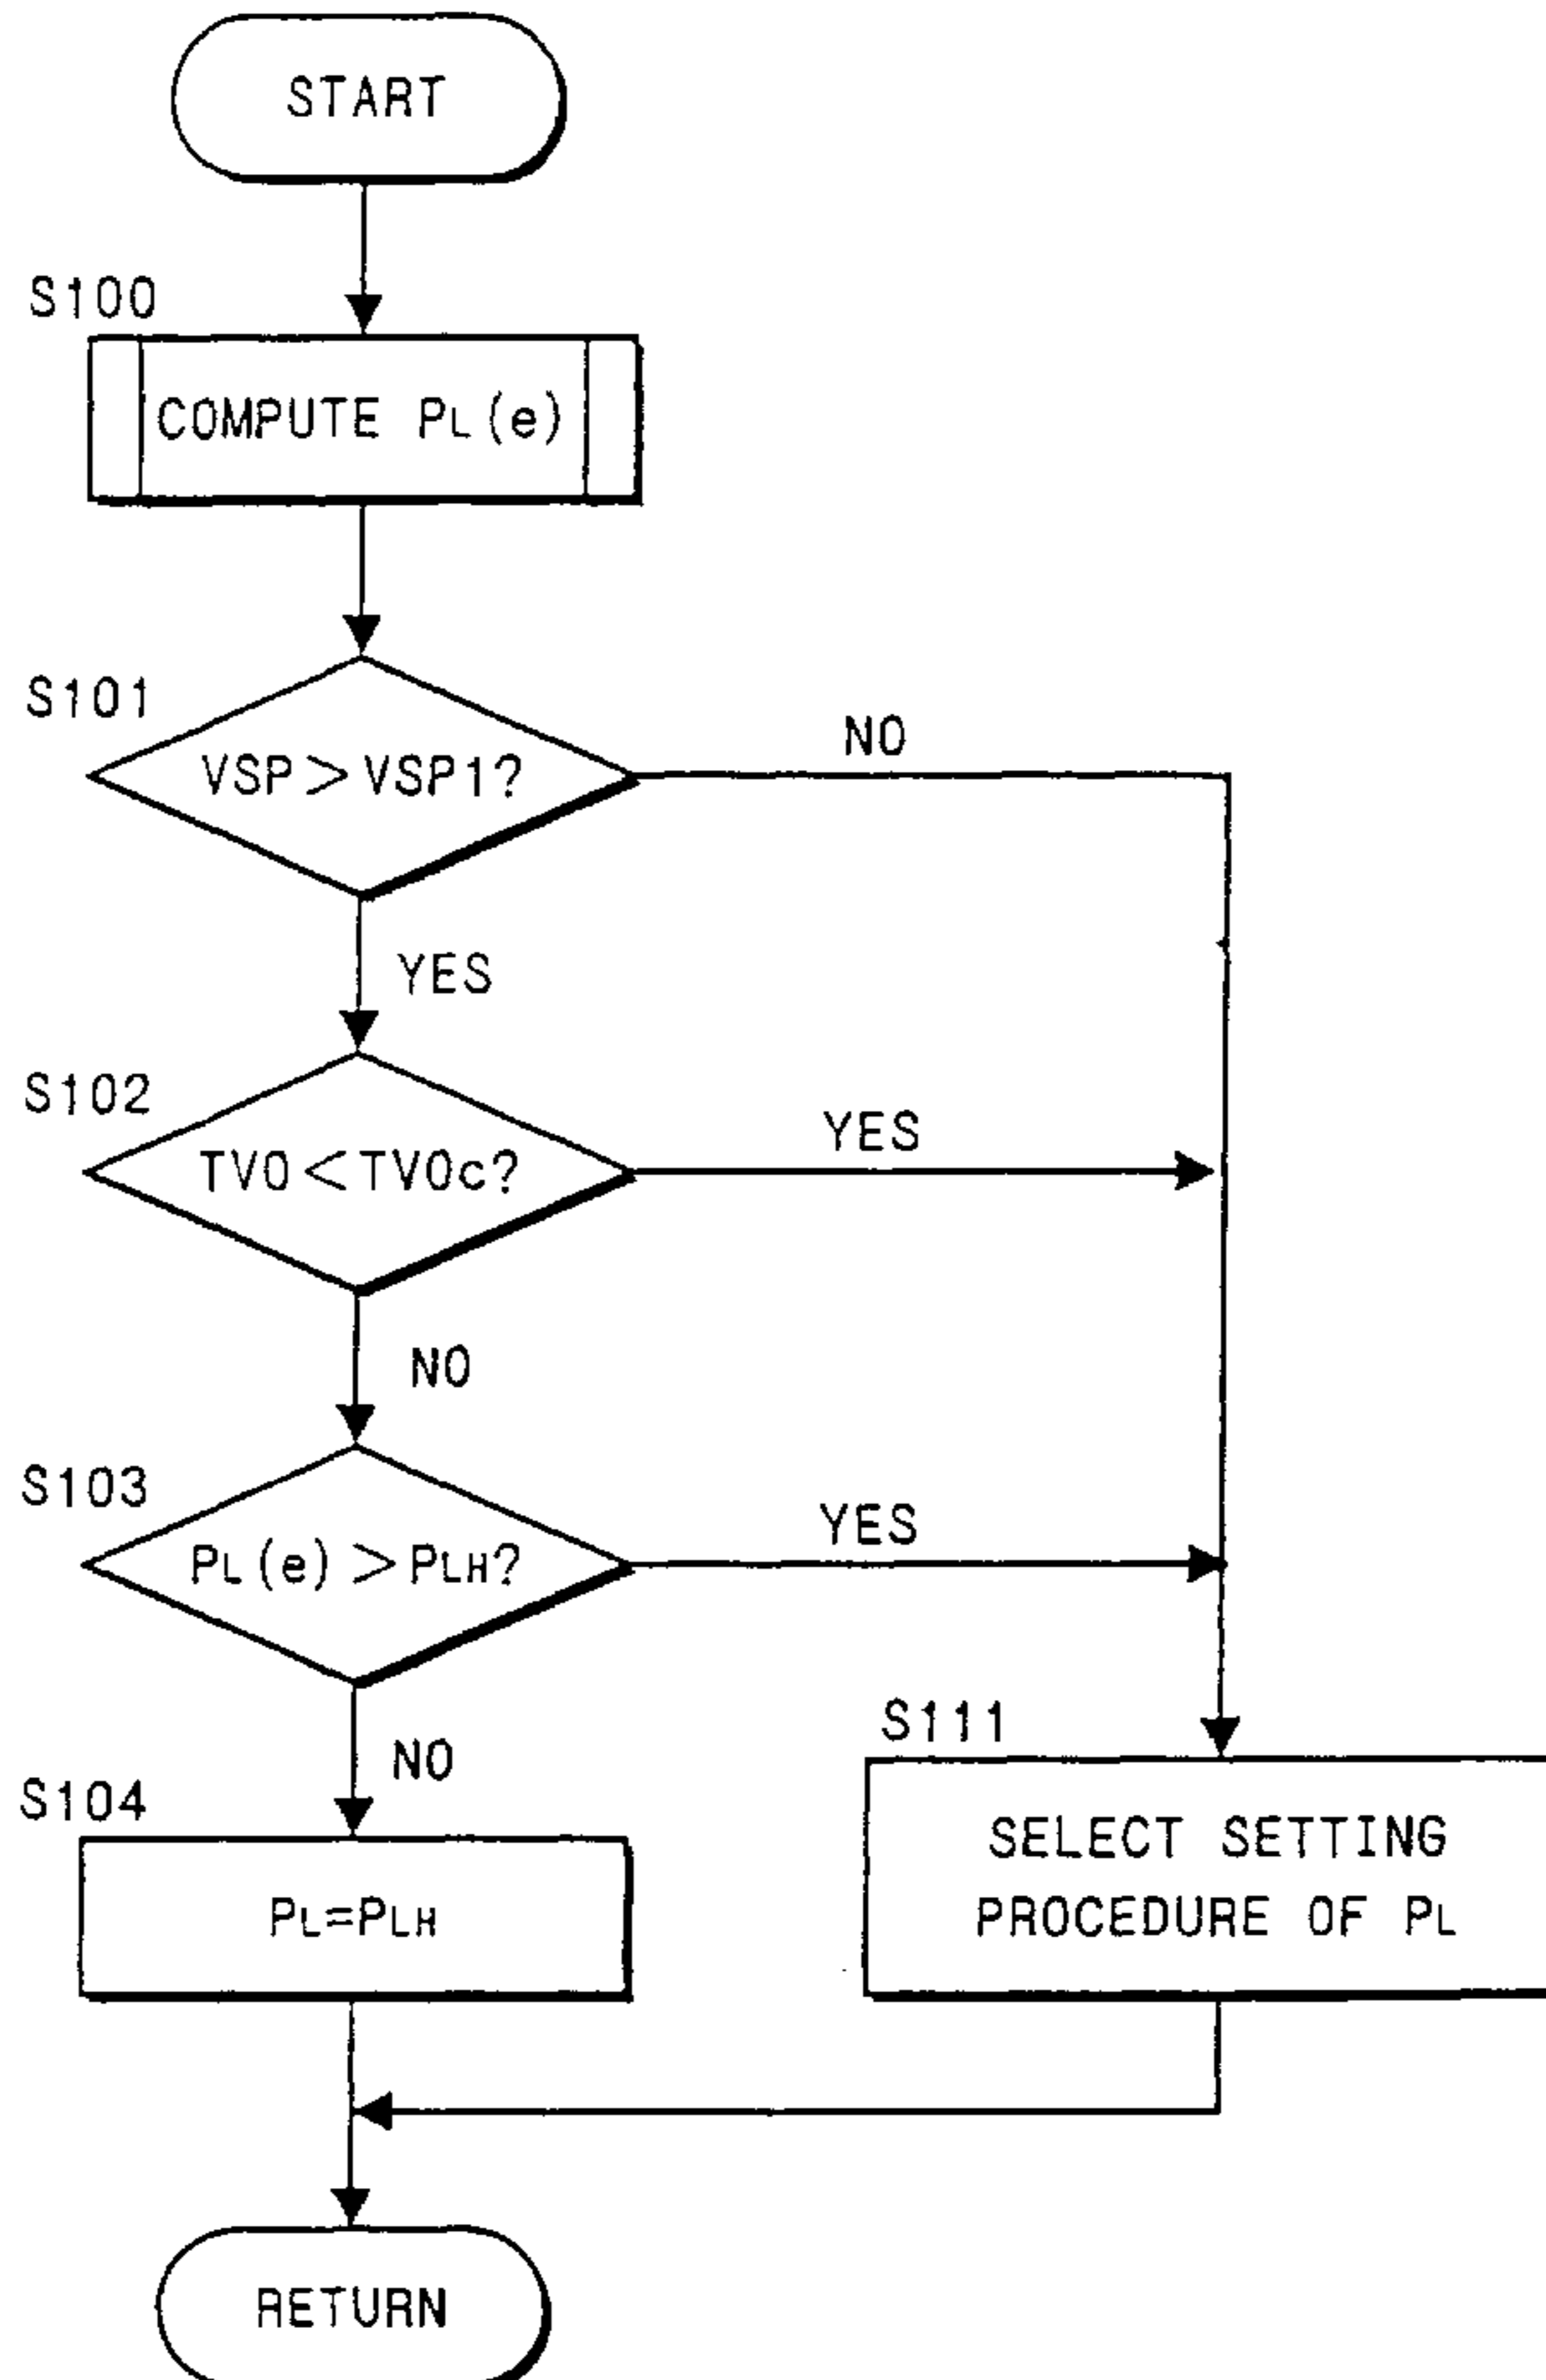 START
S100
COMPUTE PL(e)
S101
VSP>VSP1?
NO
YES
S102
TVO<TVOc?
YES
NO
S103
PL(e)>PLH?
YES
NO
S104
PL=PLH
S111
SELECT SETTING
PROCEDURE OF PL
RETURN